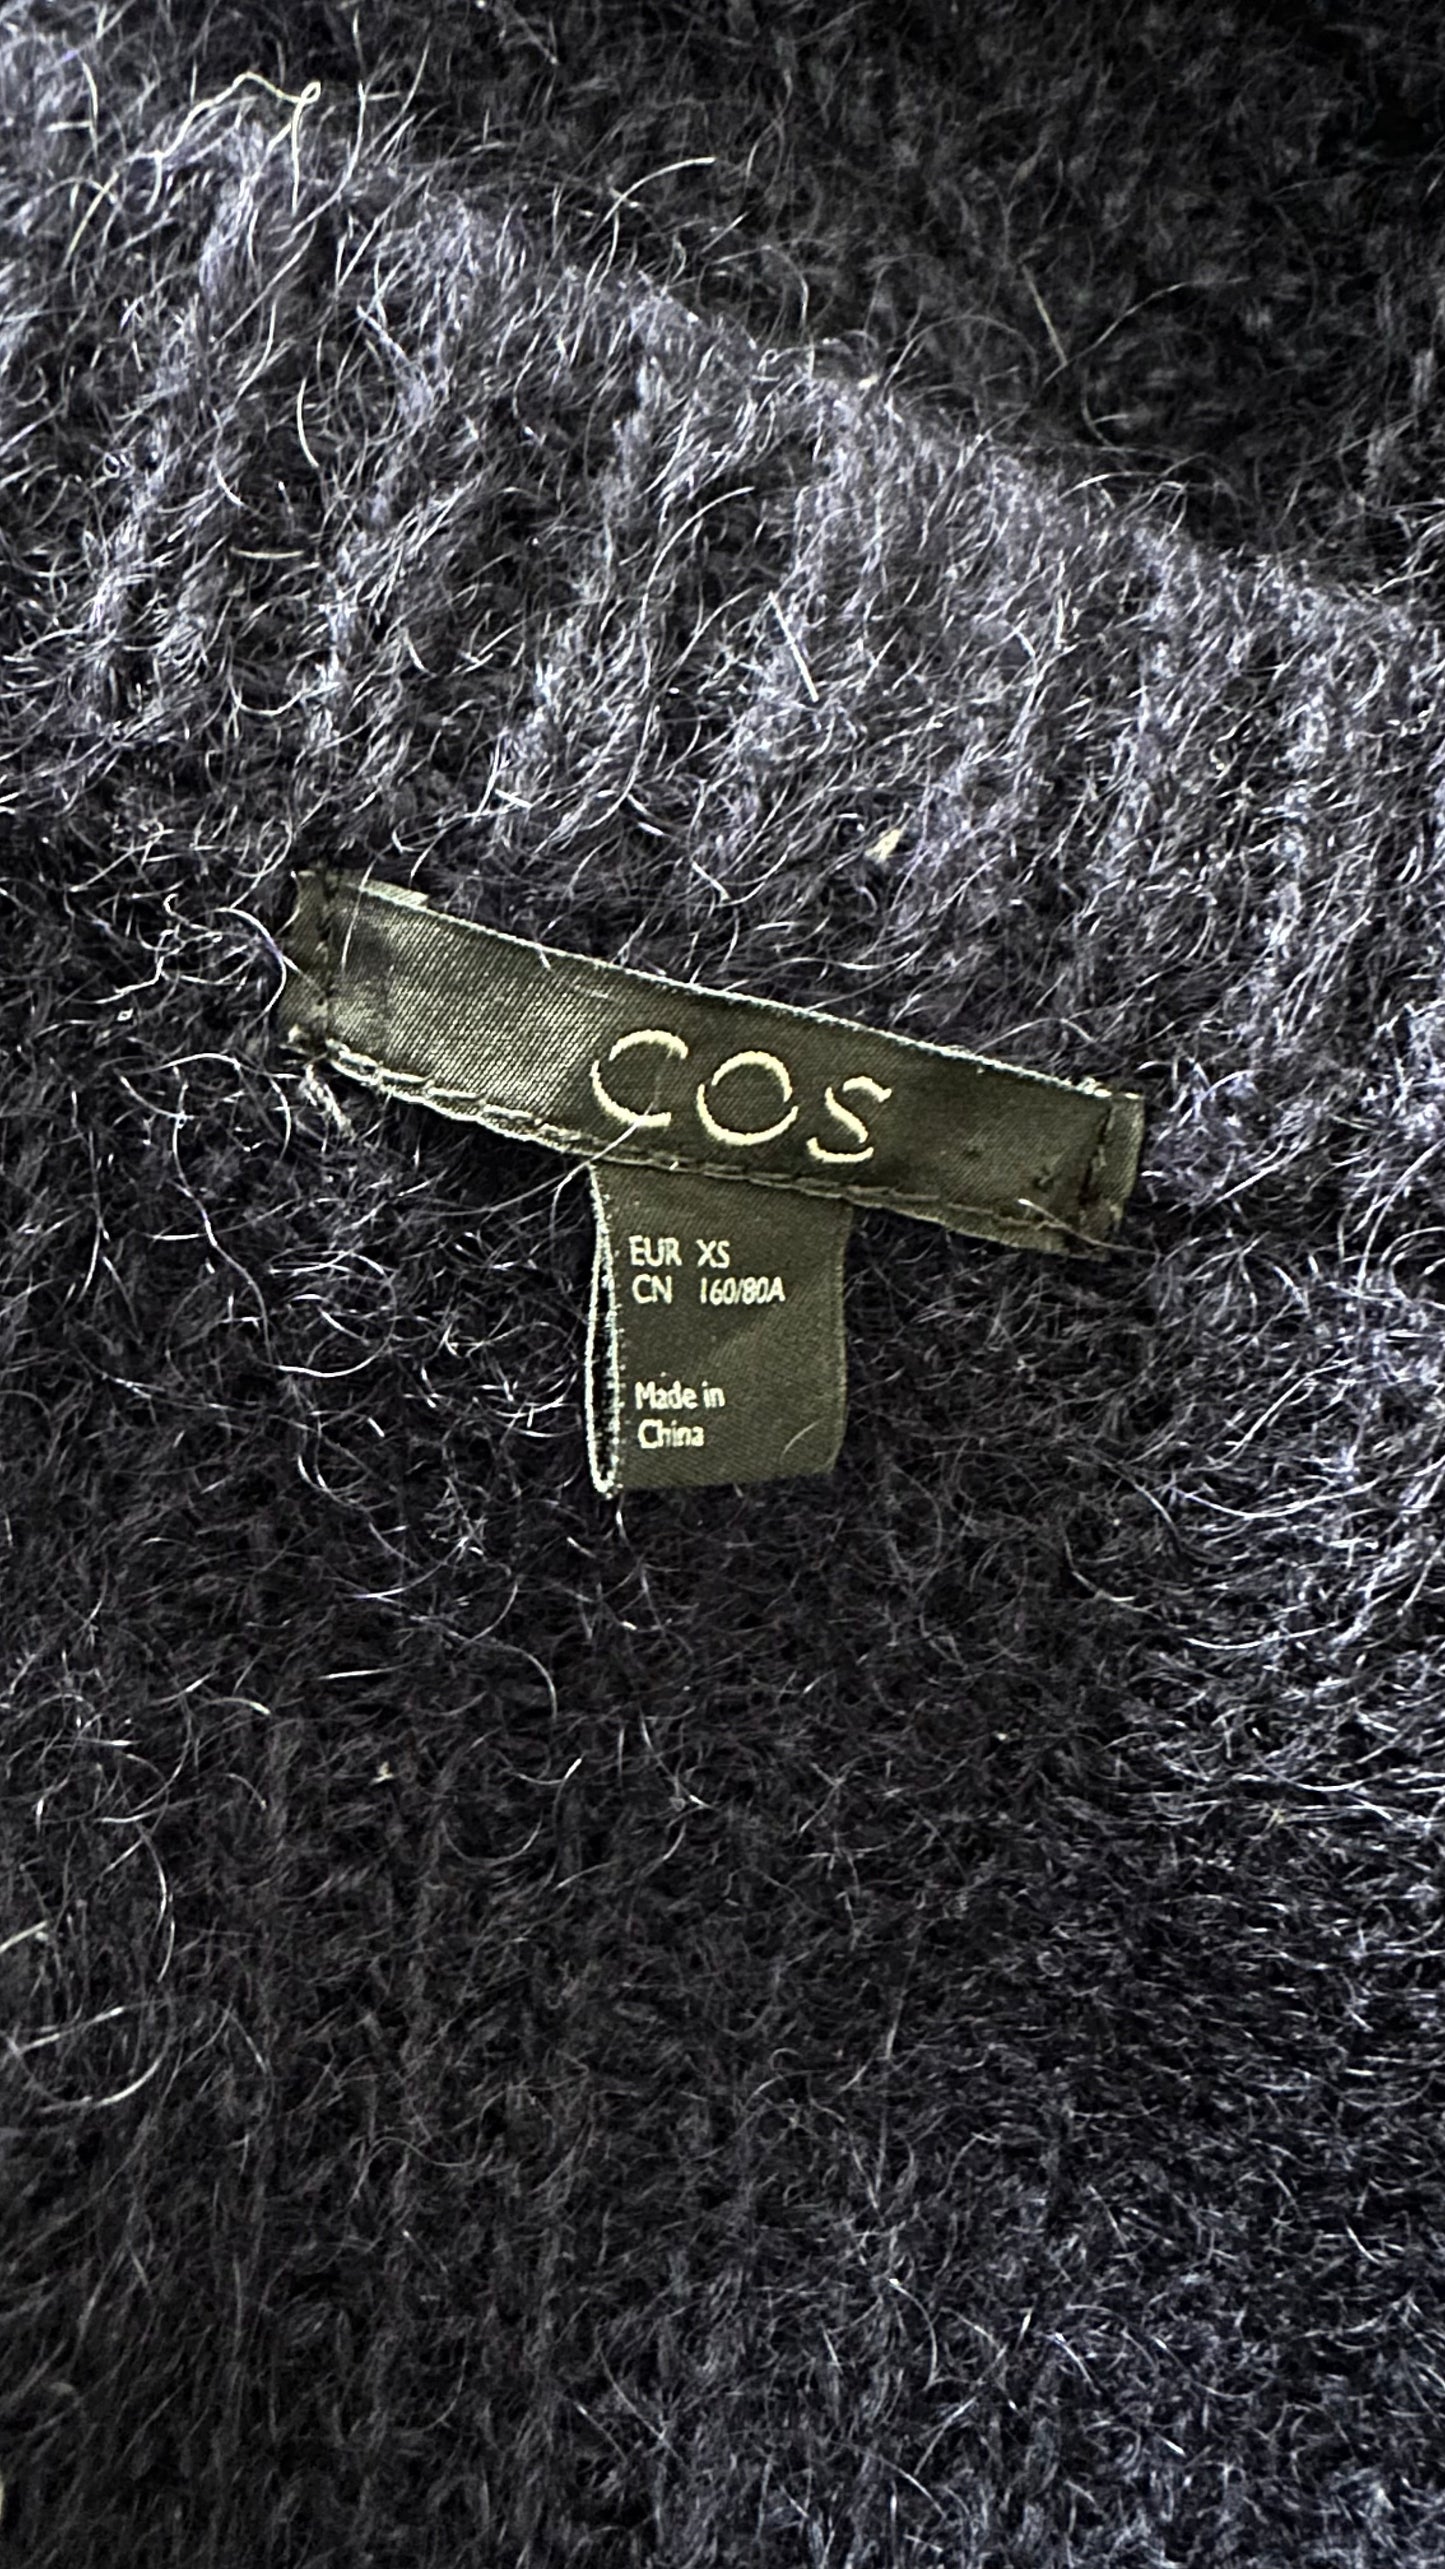 COS
EUR XS
CN 160/80A
Made in
China